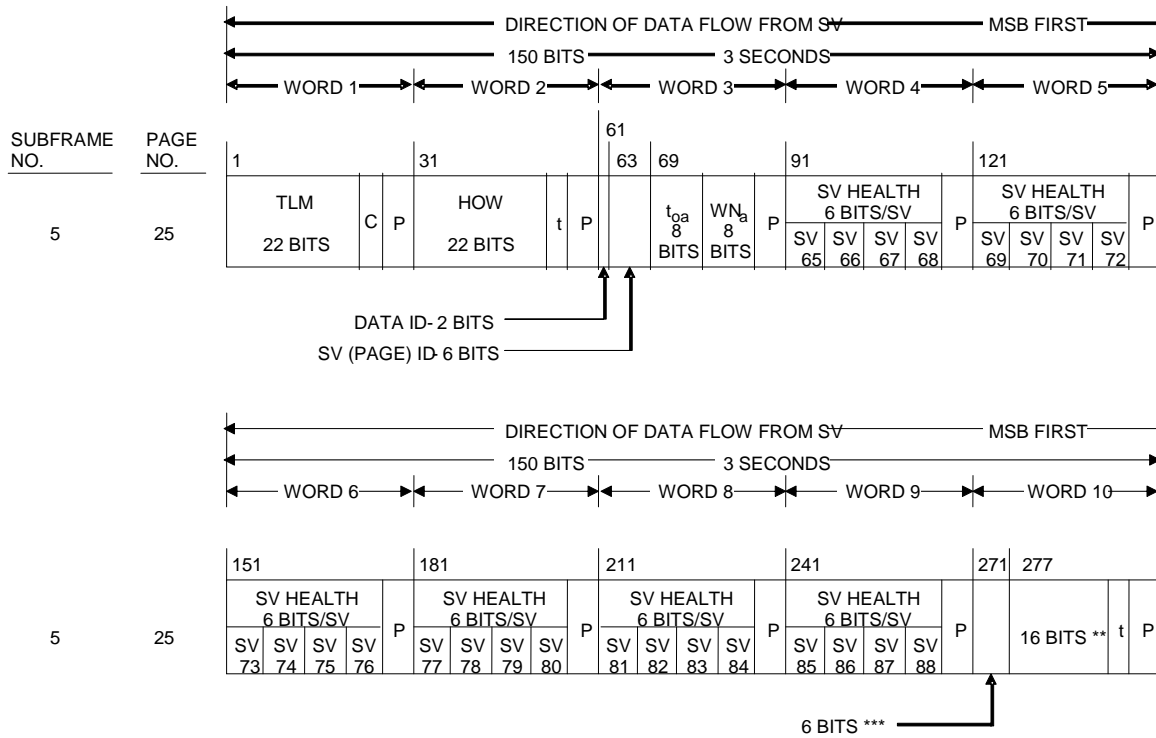 DIRECTION OF DATA FLOW FROM SV MSB FIRST
150 BITS 3 SECONDS
WORD 1 WORD 2 WORD 3 WORD 4 WORD 5
SUBFRAME NO. PAGE NO.
61
1 31 63 69 91 121
5 25
TLM 22 BITS C P
HOW 22 BITS t P
toa 8 BITS WNa 8 BITS P
SV HEALTH 6 BITS/SV P
SV 65 SV 66 SV 67 SV 68
SV HEALTH 6 BITS/SV P
SV 69 SV 70 SV 71 SV 72
DATA ID- 2 BITS
SV (PAGE) ID- 6 BITS
DIRECTION OF DATA FLOW FROM SV MSB FIRST
150 BITS 3 SECONDS
WORD 6 WORD 7 WORD 8 WORD 9 WORD 10
151 181 211 241 271 277
5 25
SV HEALTH 6 BITS/SV P
SV 73 SV 74 SV 75 SV 76
SV HEALTH 6 BITS/SV P
SV 77 SV 78 SV 79 SV 80
SV HEALTH 6 BITS/SV P
SV 81 SV 82 SV 83 SV 84
SV HEALTH 6 BITS/SV P
SV 85 SV 86 SV 87 SV 88
16 BITS ** t P
6 BITS ***